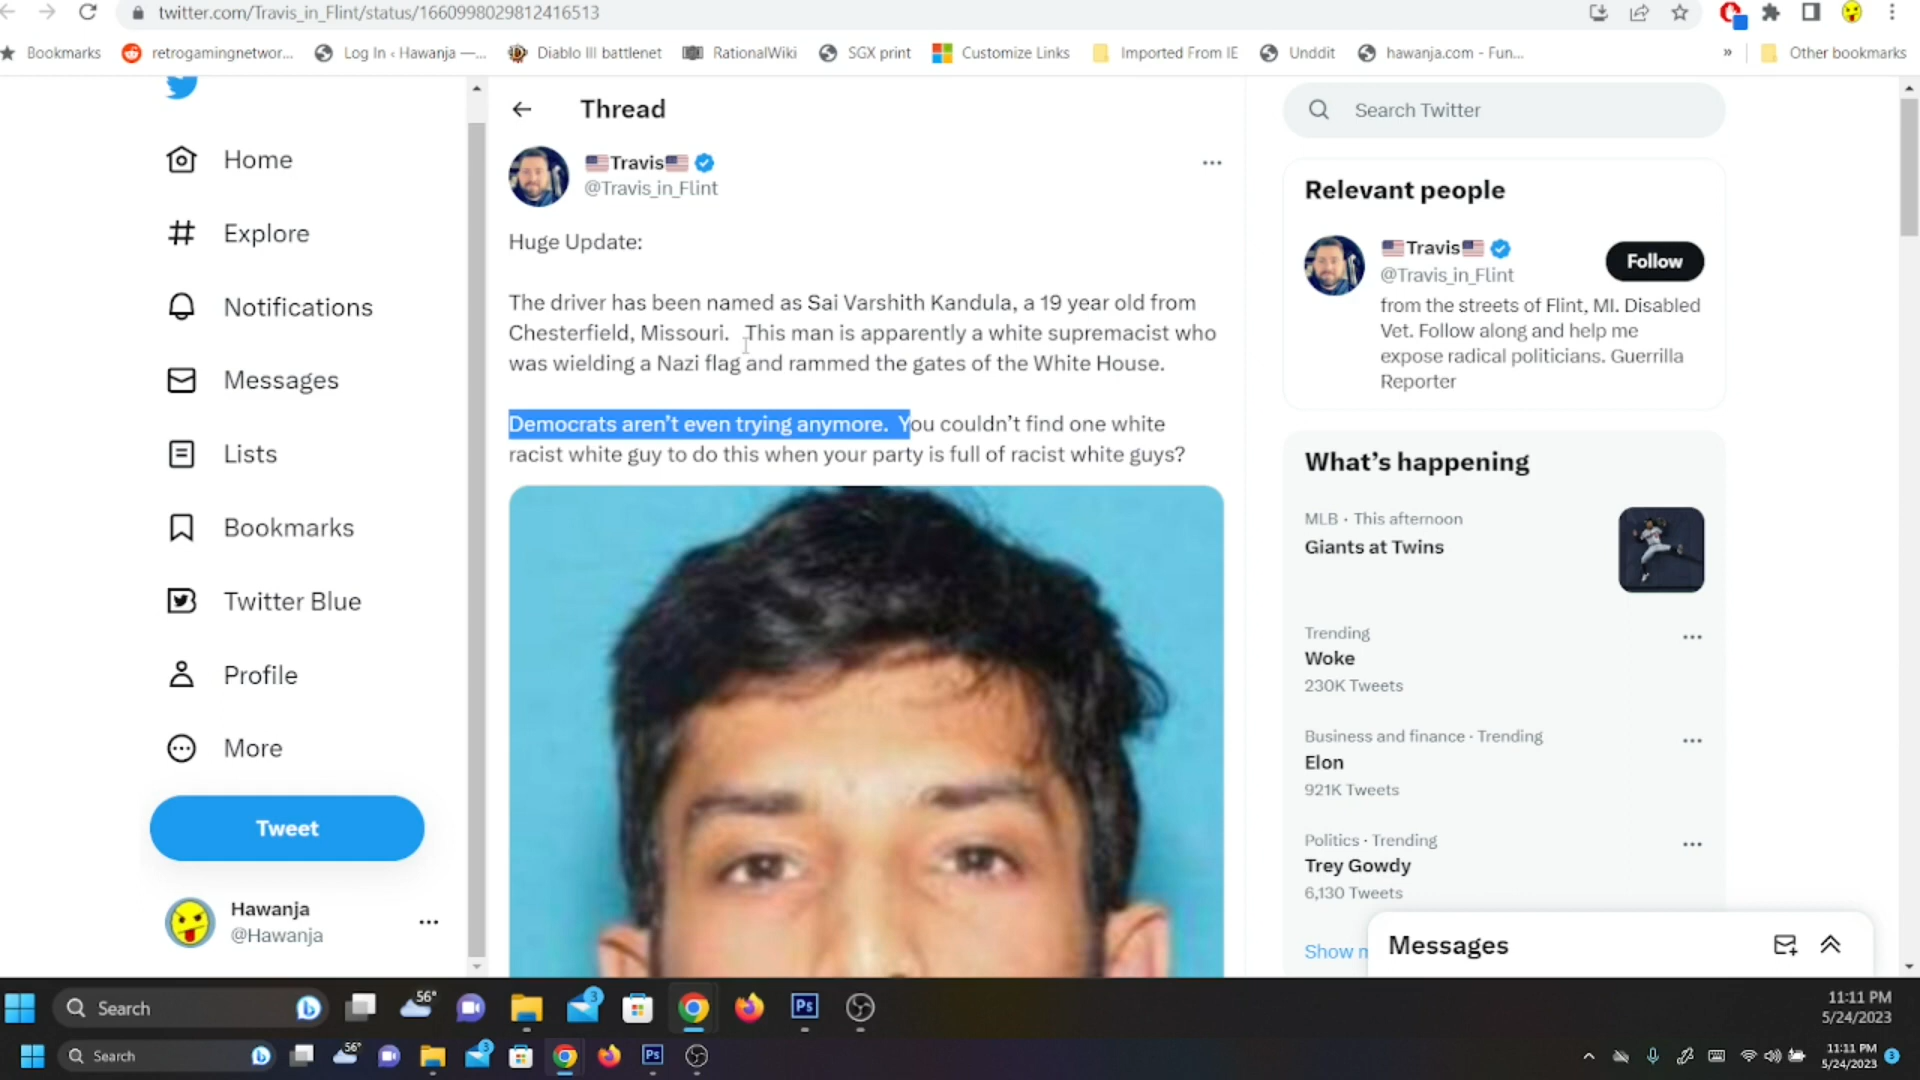 twitter.com/Travis_in_Flint/status/1660998029812416513
Bookmarks
retrogamingnetwor...
Log In ‹ Hawanja —...
Diablo III battlenet
RationalWiki
SGX print
Customize Links
Imported From IE
Unddit
hawanja.com - Fun...
»
Other bookmarks
Home
Explore
Notifications
Messages
Lists
Bookmarks
Twitter Blue
Profile
More
Tweet
Hawanja
@Hawanja
Thread
Travis
@Travis_in_Flint
Huge Update:
The driver has been named as Sai Varshith Kandula, a 19 year old from
Chesterfield, Missouri. This man is apparently a white supremacist who
was wielding a Nazi flag and rammed the gates of the White House.
Democrats aren't even trying anymore. You couldn't find one white
racist white guy to do this when your party is full of racist white guys?
Search Twitter
Relevant people
Travis
@Travis_in_Flint
Follow
from the streets of Flint, MI. Disabled
Vet. Follow along and help me
expose radical politicians. Guerrilla
Reporter
What's happening
MLB · This afternoon
Giants at Twins
Trending
Woke
230K Tweets
Business and finance · Trending
Elon
921K Tweets
Politics · Trending
Trey Gowdy
6,130 Tweets
Show m
Messages
Search
56°
3
Ps
11:11 PM
5/24/2023
Search
56°
3
Ps
11:11 PM
5/24/2023
3